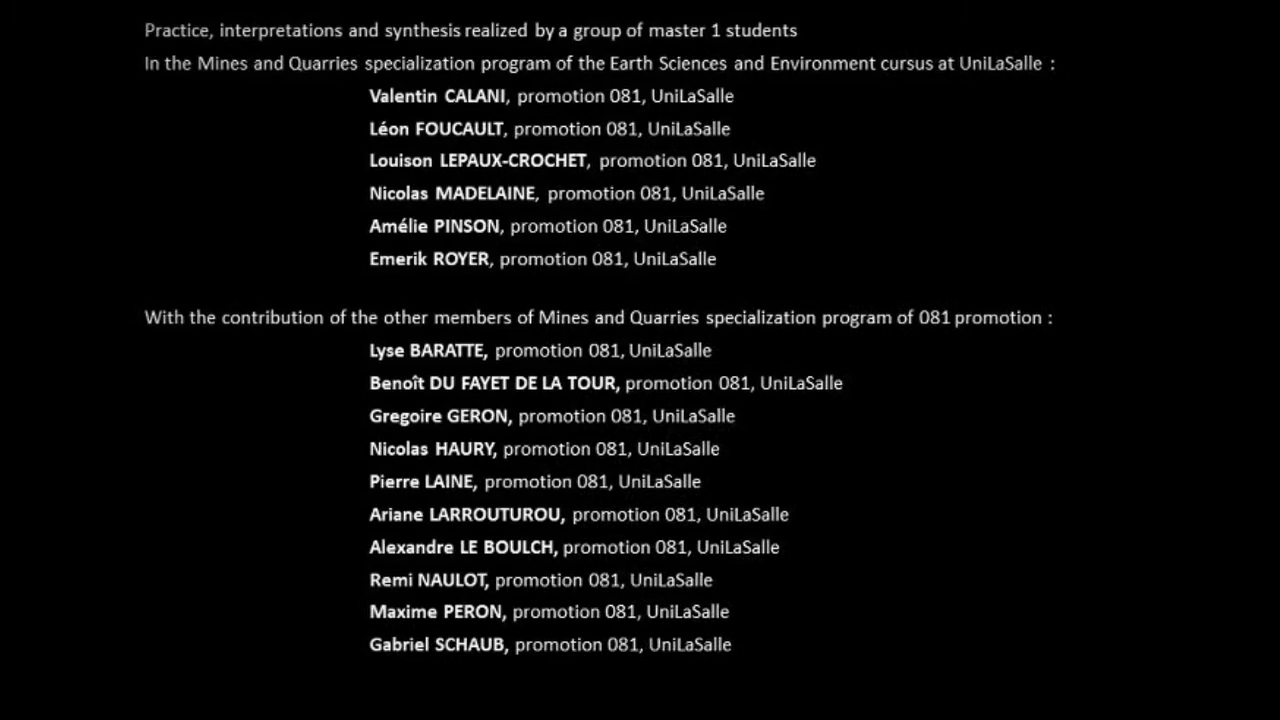 Practice, interpretations and synthesis realized by a group of master 1 students
In the Mines and Quarries specialization program of the Earth Sciences and Environment cursus at UniLaSalle :
Valentin CALANI, promotion 081, UniLaSalle
Léon FOUCAULT, promotion 081, UniLaSalle
Louison LEPAUX-CROCHET, promotion 081, UniLaSalle
Nicolas MADELAINE, promotion 081, UniLaSalle
Amélie PINSON, promotion 081, UniLaSalle
Emerik ROYER, promotion 081, UniLaSalle
With the contribution of the other members of Mines and Quarries specialization program of 081 promotion :
Lyse BARATTE, promotion 081, UniLaSalle
Benoît DU FAYET DE LA TOUR, promotion 081, UniLaSalle
Gregoire GERON, promotion 081, UniLaSalle
Nicolas HAURY, promotion 081, UniLaSalle
Pierre LAINE, promotion 081, UniLaSalle
Ariane LARROUTUROU, promotion 081, UniLaSalle
Alexandre LE BOULCH, promotion 081, UniLaSalle
Remi NAULOT, promotion 081, UniLaSalle
Maxime PERON, promotion 081, UniLaSalle
Gabriel SCHAUB, promotion 081, UniLaSalle